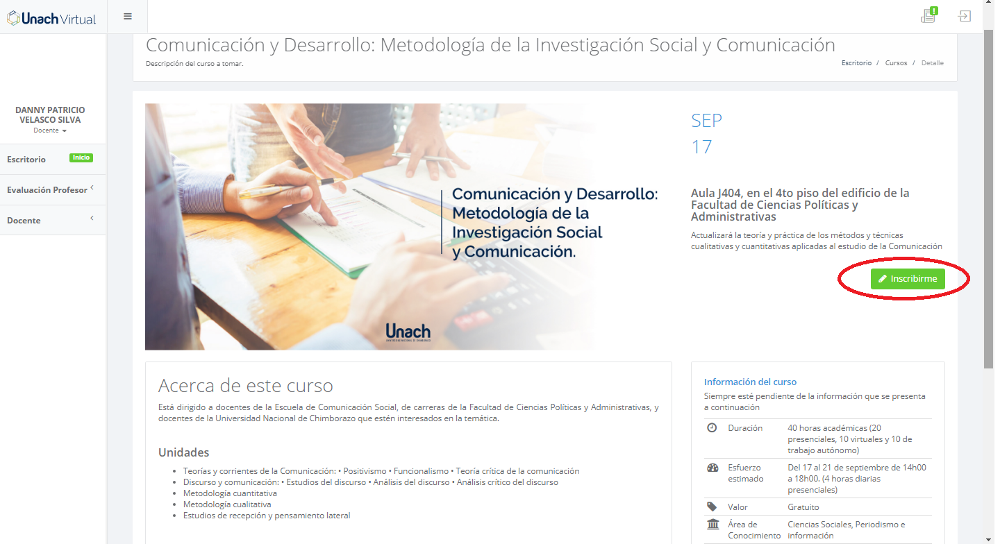 Unach Virtual
!
Comunicación y Desarrollo: Metodología de la Investigación Social y Comunicación
Descripción del curso a tomar.
Escritorio / Cursos / Detalle
DANNY PATRICIO
VELASCO SILVA
Docente
Escritorio Inicio
Evaluación Profesor
Docente
Comunicación y Desarrollo:
Metodología de la
Investigación Social
y Comunicación.
Unach
UNIVERSIDAD NACIONAL DE CHIMBORAZO
SEP
17
Aula J404, en el 4to piso del edificio de la
Facultad de Ciencias Políticas y
Administrativas
Actualizará la teoría y práctica de los métodos y técnicas
cualitativas y cuantitativas aplicadas al estudio de la Comunicación
Inscribirme
Acerca de este curso
Está dirigido a docentes de la Escuela de Comunicación Social, de carreras de la Facultad de Ciencias Políticas y Administrativas, y
docentes de la Universidad Nacional de Chimborazo que estén interesados en la temática.
Unidades
• Teorías y corrientes de la Comunicación: • Positivismo • Funcionalismo • Teoría crítica de la comunicación
• Discurso y comunicación: • Estudios del discurso • Análisis del discurso • Análisis crítico del discurso
• Metodología cuantitativa
• Metodología cualitativa
• Estudios de recepción y pensamiento lateral
Información del curso
Siempre esté pendiente de la información que se presenta
a continuación
Duración 40 horas académicas (20
presenciales, 10 virtuales y 10 de
trabajo autónomo)
Esfuerzo Del 17 al 21 de septiembre de 14h00
estimado a 18h00. (4 horas diarias
presenciales)
Valor Gratuito
Área de Ciencias Sociales, Periodismo e
Conocimiento información